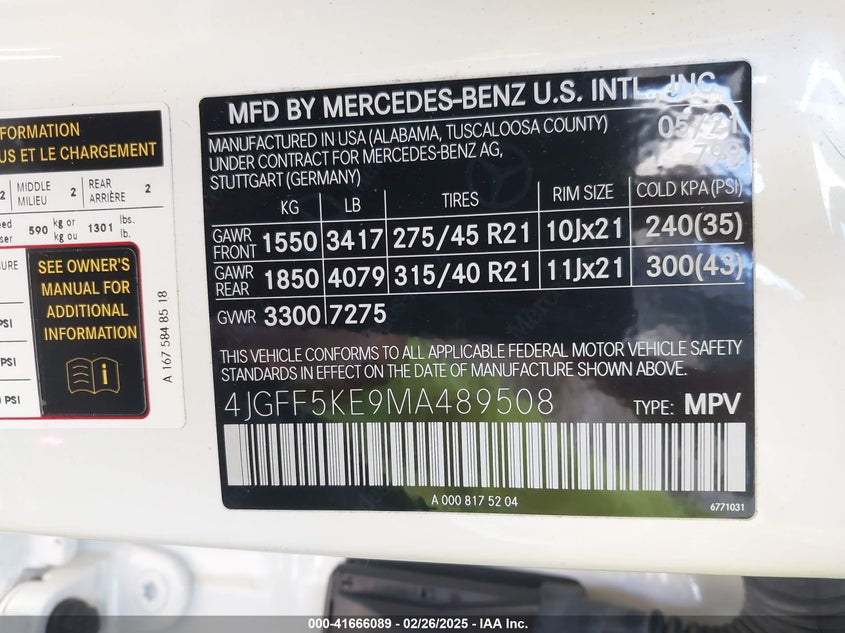 FORMATION
US ET LE CHARGEMENT
2 MIDDLE MILIEU 2 REAR ARRIÈRE 2
590 kg or kg ou 1301 lbs. lb.
SEE OWNER'S
MANUAL FOR
ADDITIONAL
INFORMATION
PSI
PSI
PSI
A 167 584 85 18
MFD BY MERCEDES-BENZ U.S. INTL., INC.
MANUFACTURED IN USA (ALABAMA, TUSCALOOSA COUNTY) 05/21
UNDER CONTRACT FOR MERCEDES-BENZ AG, 799
STUTTGART (GERMANY)
KG LB TIRES RIM SIZE COLD KPA (PSI)
GAWR FRONT 1550 3417 275/45 R21 10Jx21 240(35)
GAWR REAR 1850 4079 315/40 R21 11Jx21 300(43)
GVWR 3300 7275
THIS VEHICLE CONFORMS TO ALL APPLICABLE FEDERAL MOTOR VEHICLE SAFETY
STANDARDS IN EFFECT ON THE DATE OF MANUFACTURE SHOWN ABOVE.
4JGFF5KE9MA489508 TYPE: MPV
A 000 817 52 04
6771031
000-41666089 – 02/26/2025 – IAA Inc.